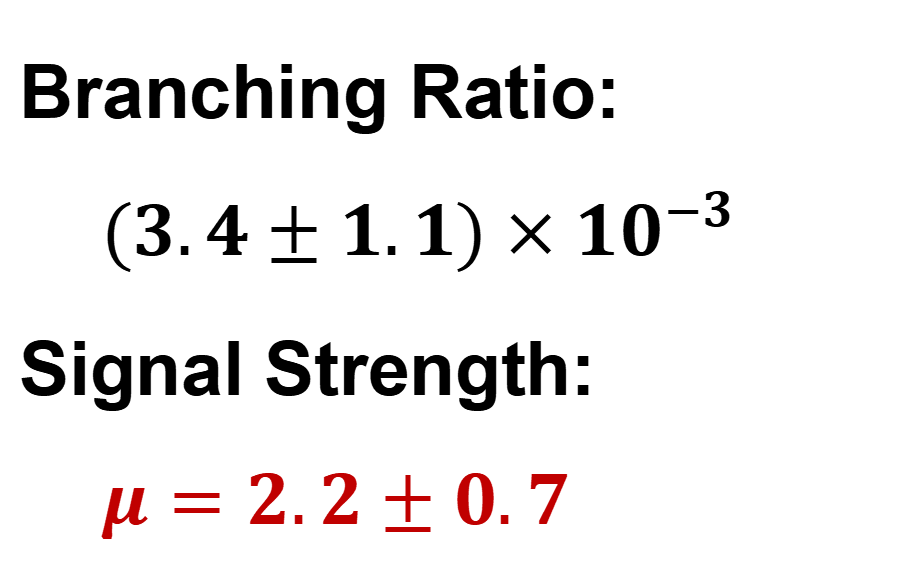 Branching Ratio:
(3.4 ± 1.1) × 10⁻³
Signal Strength:
μ = 2.2 ± 0.7